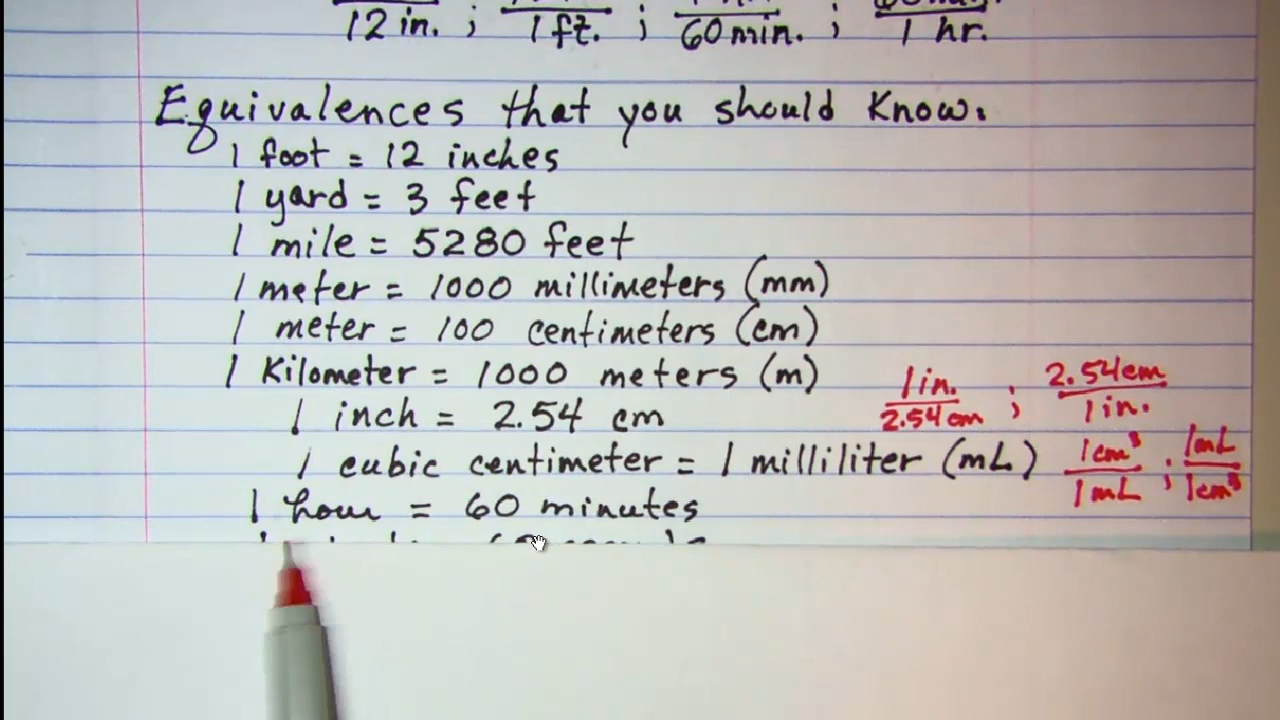 12 in. ; 1 ft. ; 60 min. ; 1 hr.
Equivalences that you should know:
1 foot = 12 inches
1 yard = 3 feet
1 mile = 5280 feet
1 meter = 1000 millimeters (mm)
1 meter = 100 centimeters (cm)
1 Kilometer = 1000 meters (m)
1 in. / 2.54 cm ; 2.54 cm / 1 in.
1 inch = 2.54 cm
1 cubic centimeter = 1 milliliter (mL)
1 cm³ / 1 mL ; 1 mL / 1 cm³
1 hour = 60 minutes